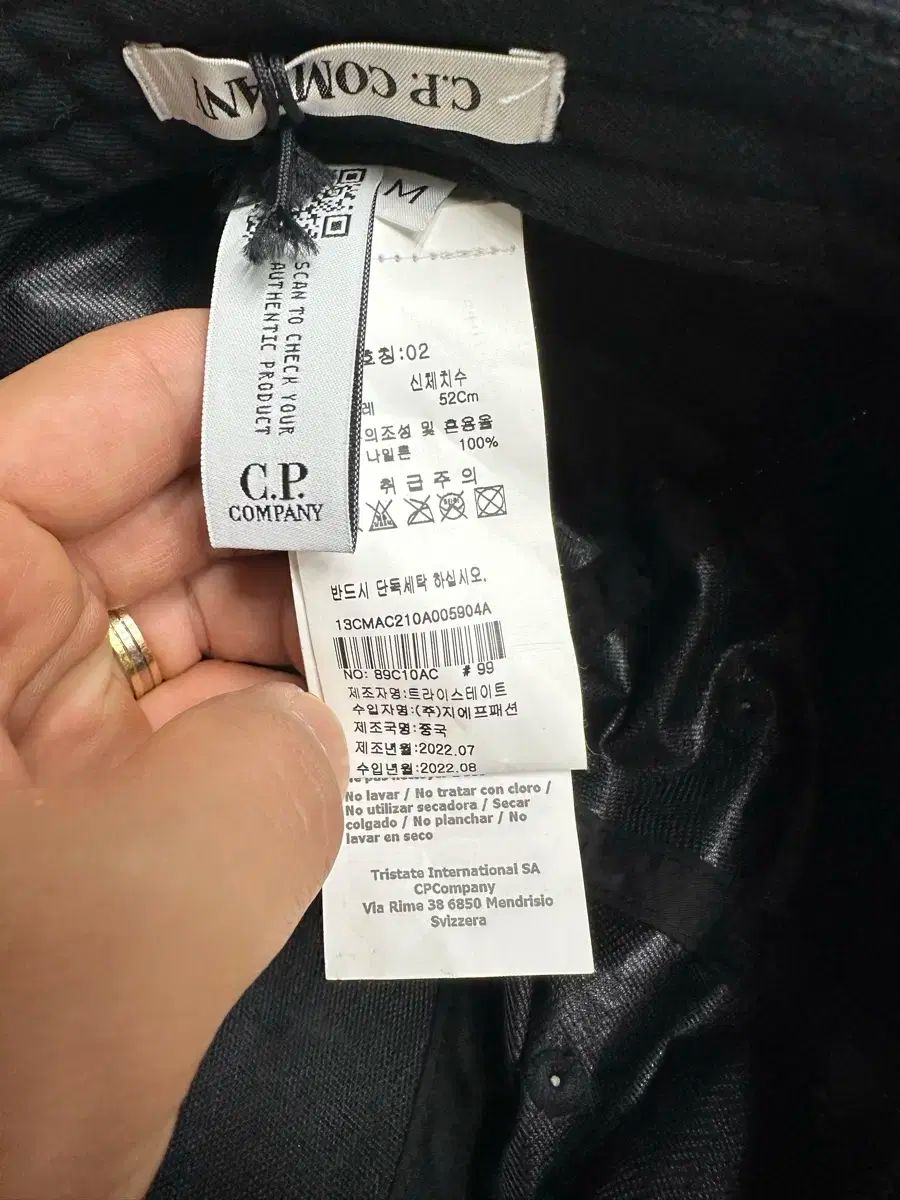 C.P. COMPANY
M
SCAN TO CHECK YOUR
AUTHENTIC PRODUCT
C.P.
COMPANY
호칭:02
신체치수
레 52Cm
의조성 및 혼용율
나일론 100%
취급주의
반드시 단독세탁 하십시오.
13CMAC210A005904A
NO: 89C10AC # 99
제조자명:트라이스테이트
수입자명:(주)지에프패션
제조국명:중국
제조년월:2022.07
수입년월:2022.08
No lavar / No tratar con cloro /
No utilizar secadora / Secar
colgado / No planchar / No
lavar en seco
Tristate International SA
CPCompany
Via Rime 38 6850 Mendrisio
Svizzera